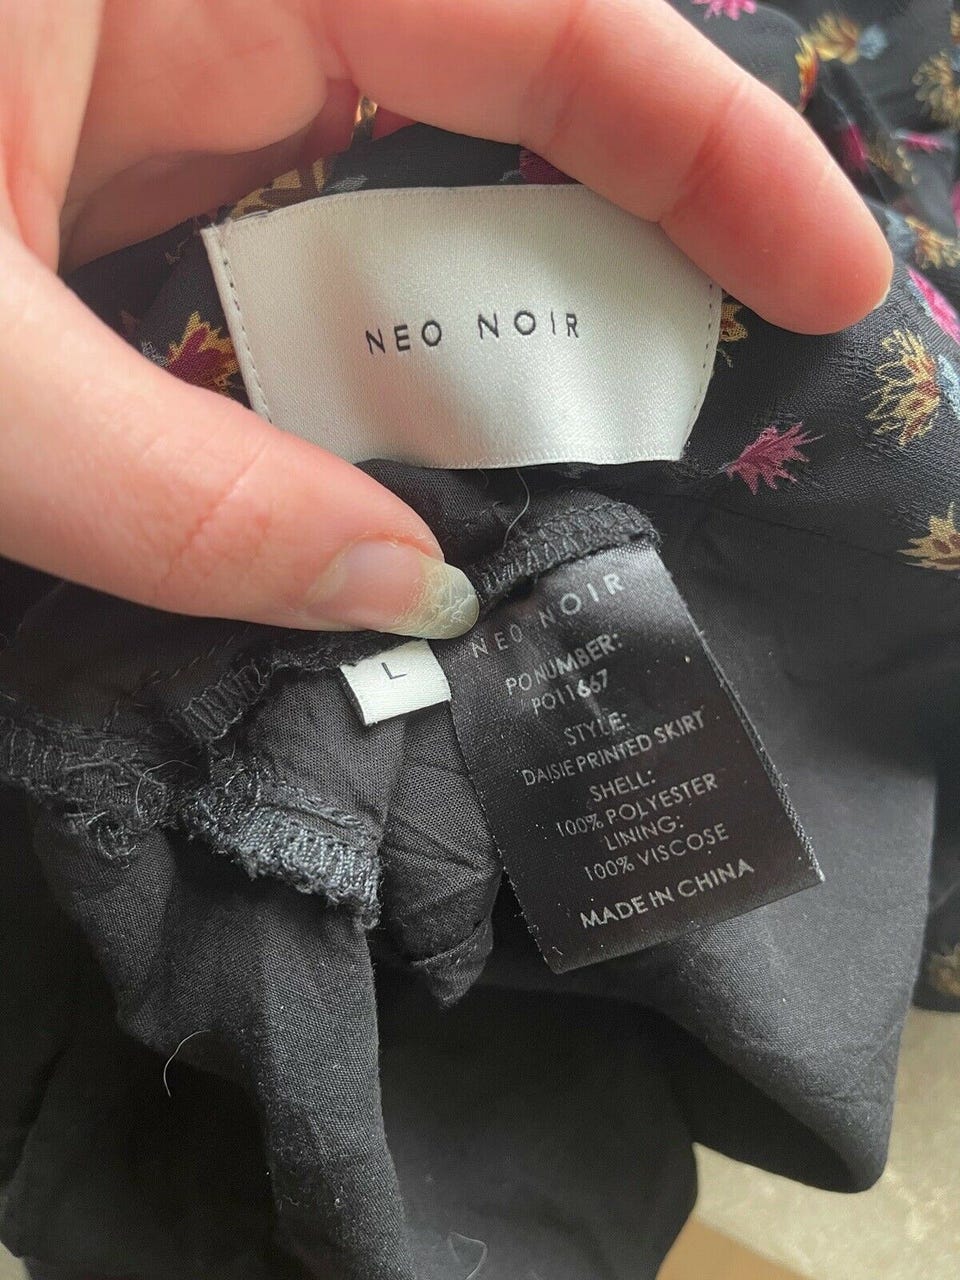 NEO NOIR
L
NEO NOIR
PO NUMBER:
PO11667
STYLE:
DAISIE PRINTED SKIRT
SHELL:
100% POLYESTER
LINING:
100% VISCOSE
MADE IN CHINA